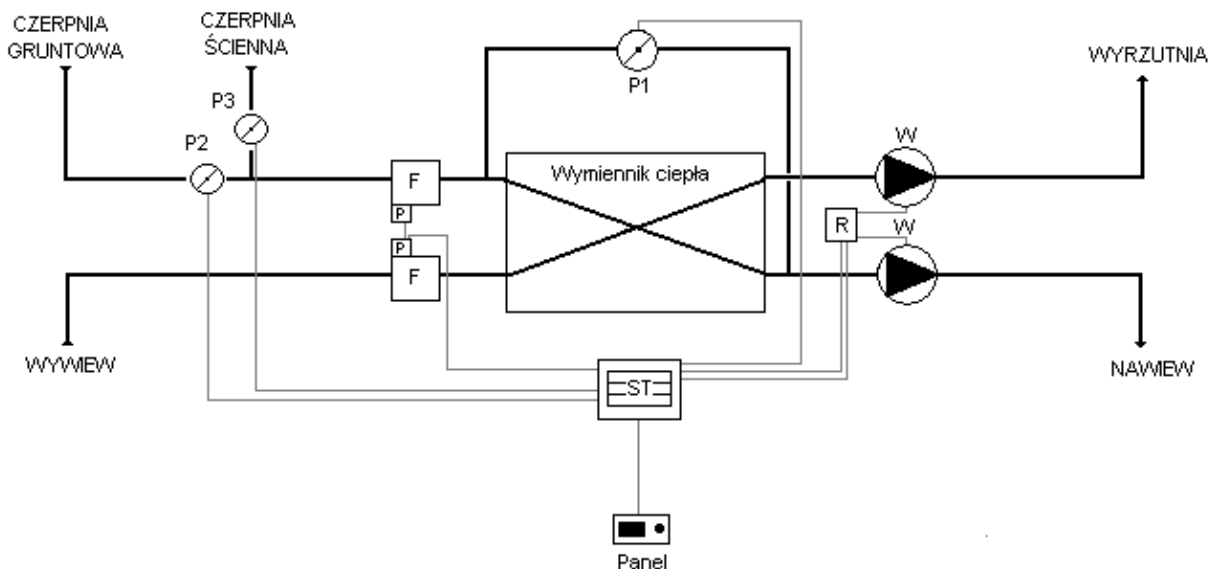 CZERPNIA
GRUNTOWA
CZERPNIA
ŚCIENNA
WYRZUTNIA
P1
P3
P2
W
F
Wymiennik ciepła
P
R
W
P
F
WYWIEW
NAWIEW
ST
Panel